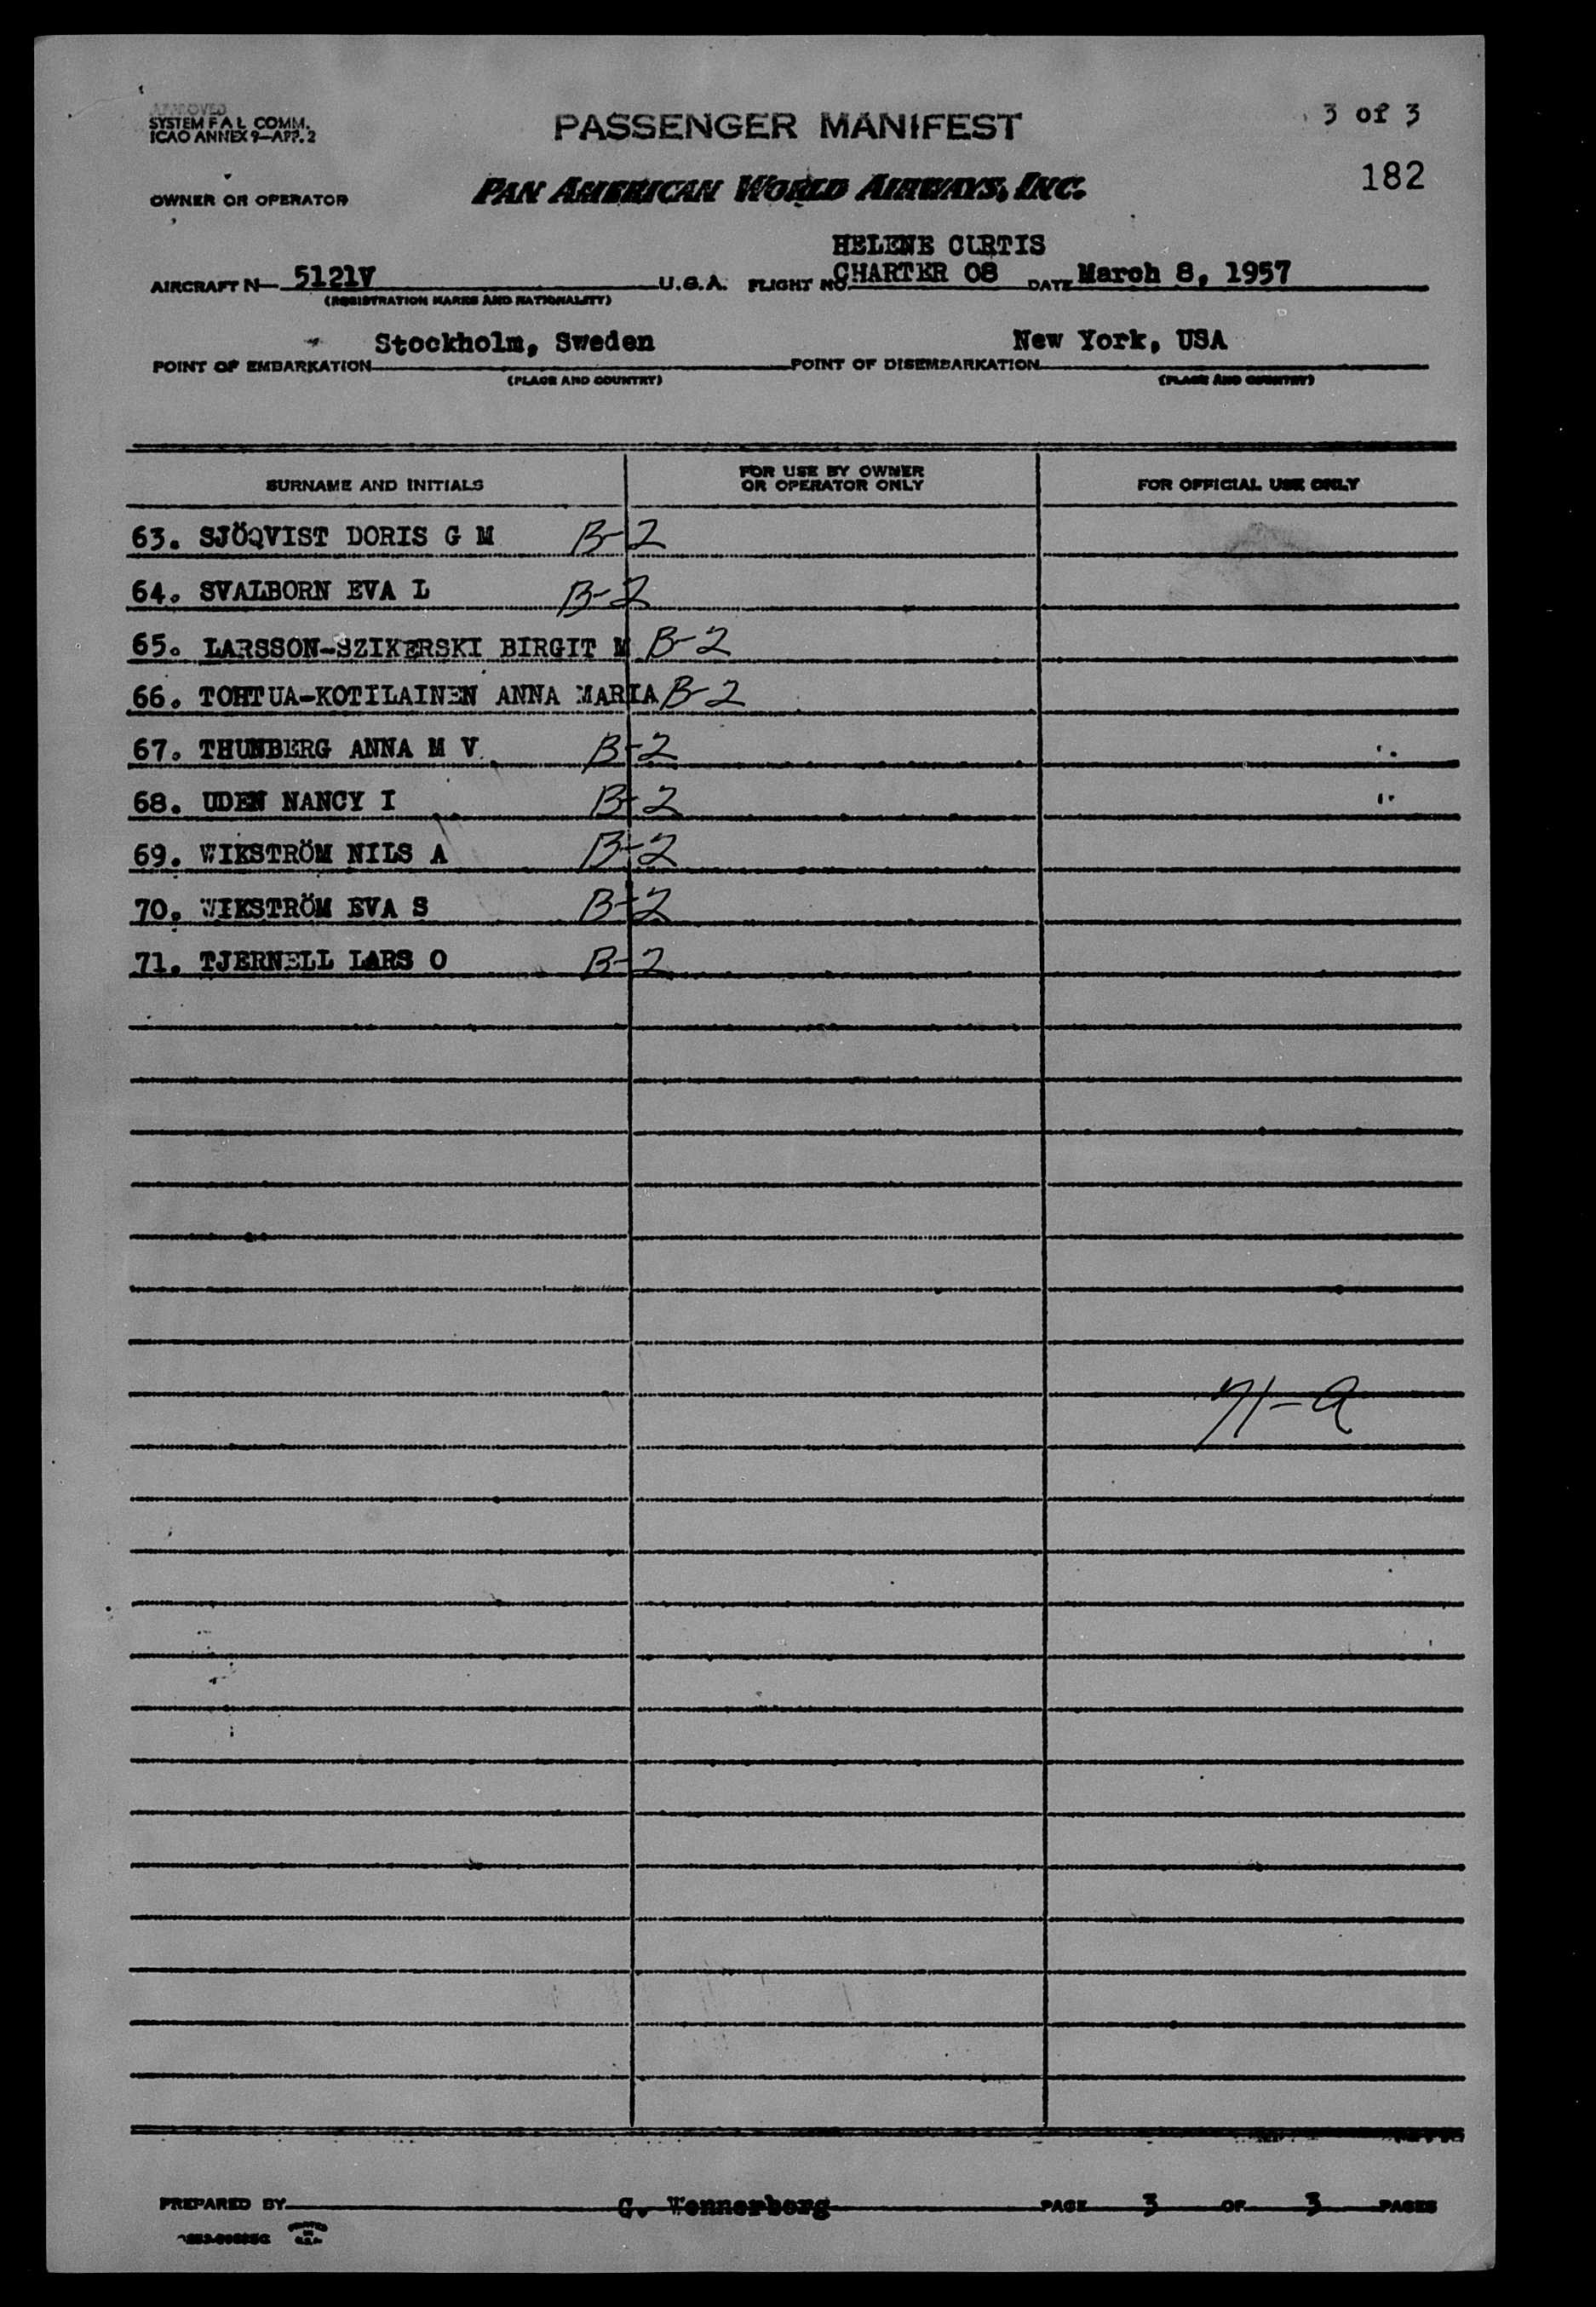 APPROVED
SYSTEM F A L COMM.
ICAO ANNEX 9—APP. 2
PASSENGER MANIFEST
3 of 3
182
OWNER OR OPERATOR
PAN AMERICAN WORLD AIRWAYS, INC.
HELENE CURTIS
AIRCRAFT N— 5121V U.S.A. FLIGHT NO. CHARTER 08 DATE March 8, 1957
(REGISTRATION MARKS AND NATIONALITY)
Stockholm, Sweden New York, USA
POINT OF EMBARKATION POINT OF DISEMBARKATION
(PLACE AND COUNTRY) (PLACE AND COUNTRY)
SURNAME AND INITIALS FOR USE BY OWNER OR OPERATOR ONLY FOR OFFICIAL USE ONLY
63. SJÖQVIST DORIS G M B-2
64. SVALBORN EVA L B-2
65. LARSSON-SZIKERSKI BIRGIT M B-2
66. TOHTUA-KOTILAINEN ANNA MARIA B-2
67. THUNBERG ANNA M V. B-2
68. UDEN NANCY I B-2
69. WIKSTRÖM NILS A B-2
70. WIKSTRÖM EVA S B-2
71. TJERNELL LARS O B-2
71-a
PREPARED BY G. Wennerberg PAGE 3 OF 3 PAGES
PRINTED IN U.S.A.